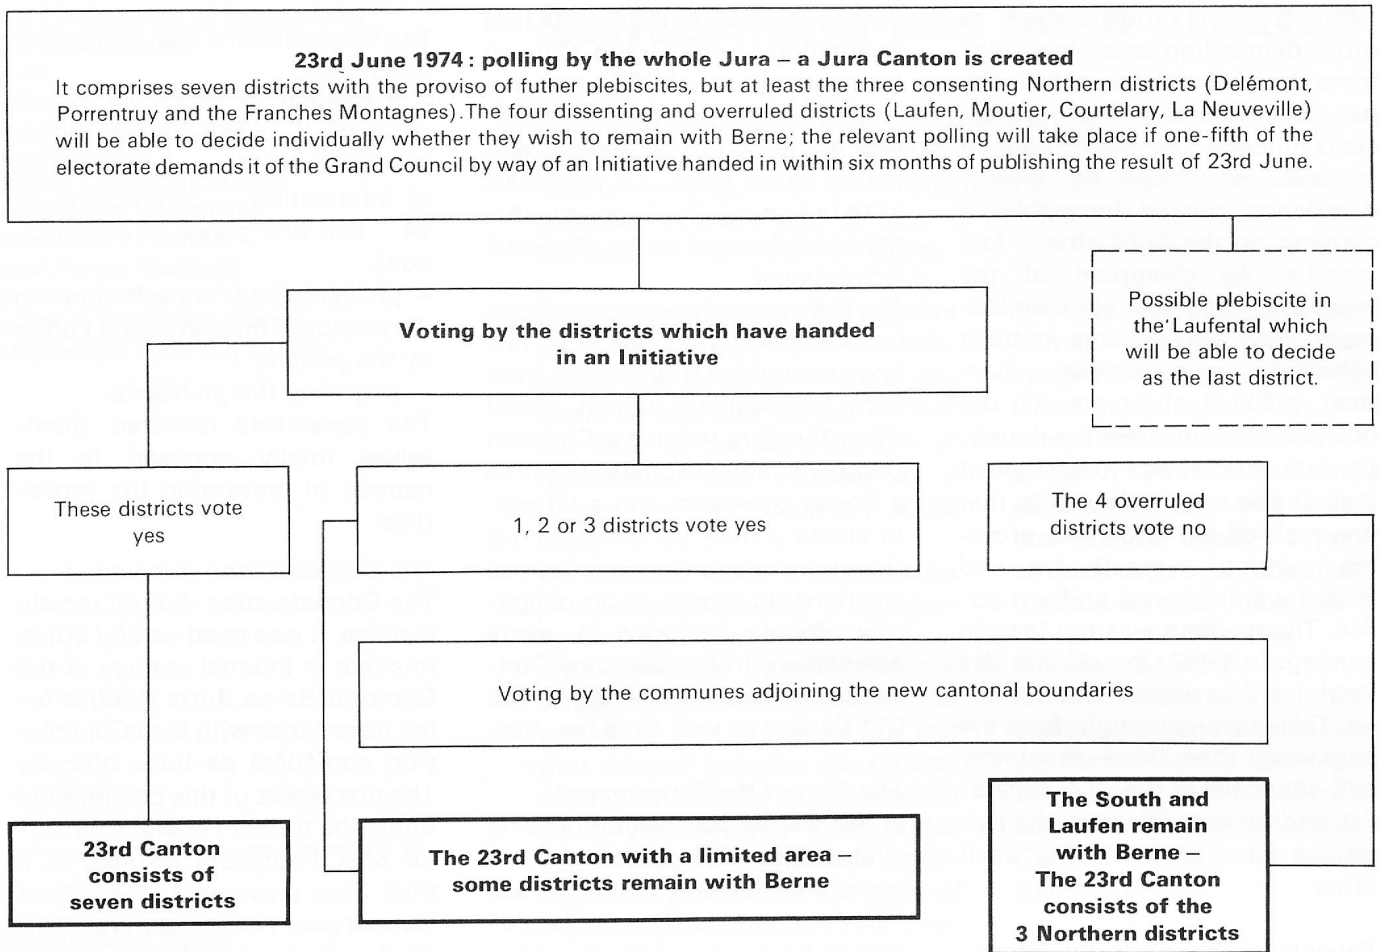 23rd June 1974 : polling by the whole Jura – a Jura Canton is created
It comprises seven districts with the proviso of futher plebiscites, but at least the three consenting Northern districts (Delémont,
Porrentruy and the Franches Montagnes). The four dissenting and overruled districts (Laufen, Moutier, Courtelary, La Neuveville)
will be able to decide individually whether they wish to remain with Berne; the relevant polling will take place if one-fifth of the
electorate demands it of the Grand Council by way of an Initiative handed in within six months of publishing the result of 23rd June.
Voting by the districts which have handed
in an Initiative
Possible plebiscite in
the Laufental which
will be able to decide
as the last district.
These districts vote
yes
1, 2 or 3 districts vote yes
The 4 overruled
districts vote no
Voting by the communes adjoining the new cantonal boundaries
23rd Canton
consists of
seven districts
The 23rd Canton with a limited area –
some districts remain with Berne
The South and
Laufen remain
with Berne –
The 23rd Canton
consists of the
3 Northern districts